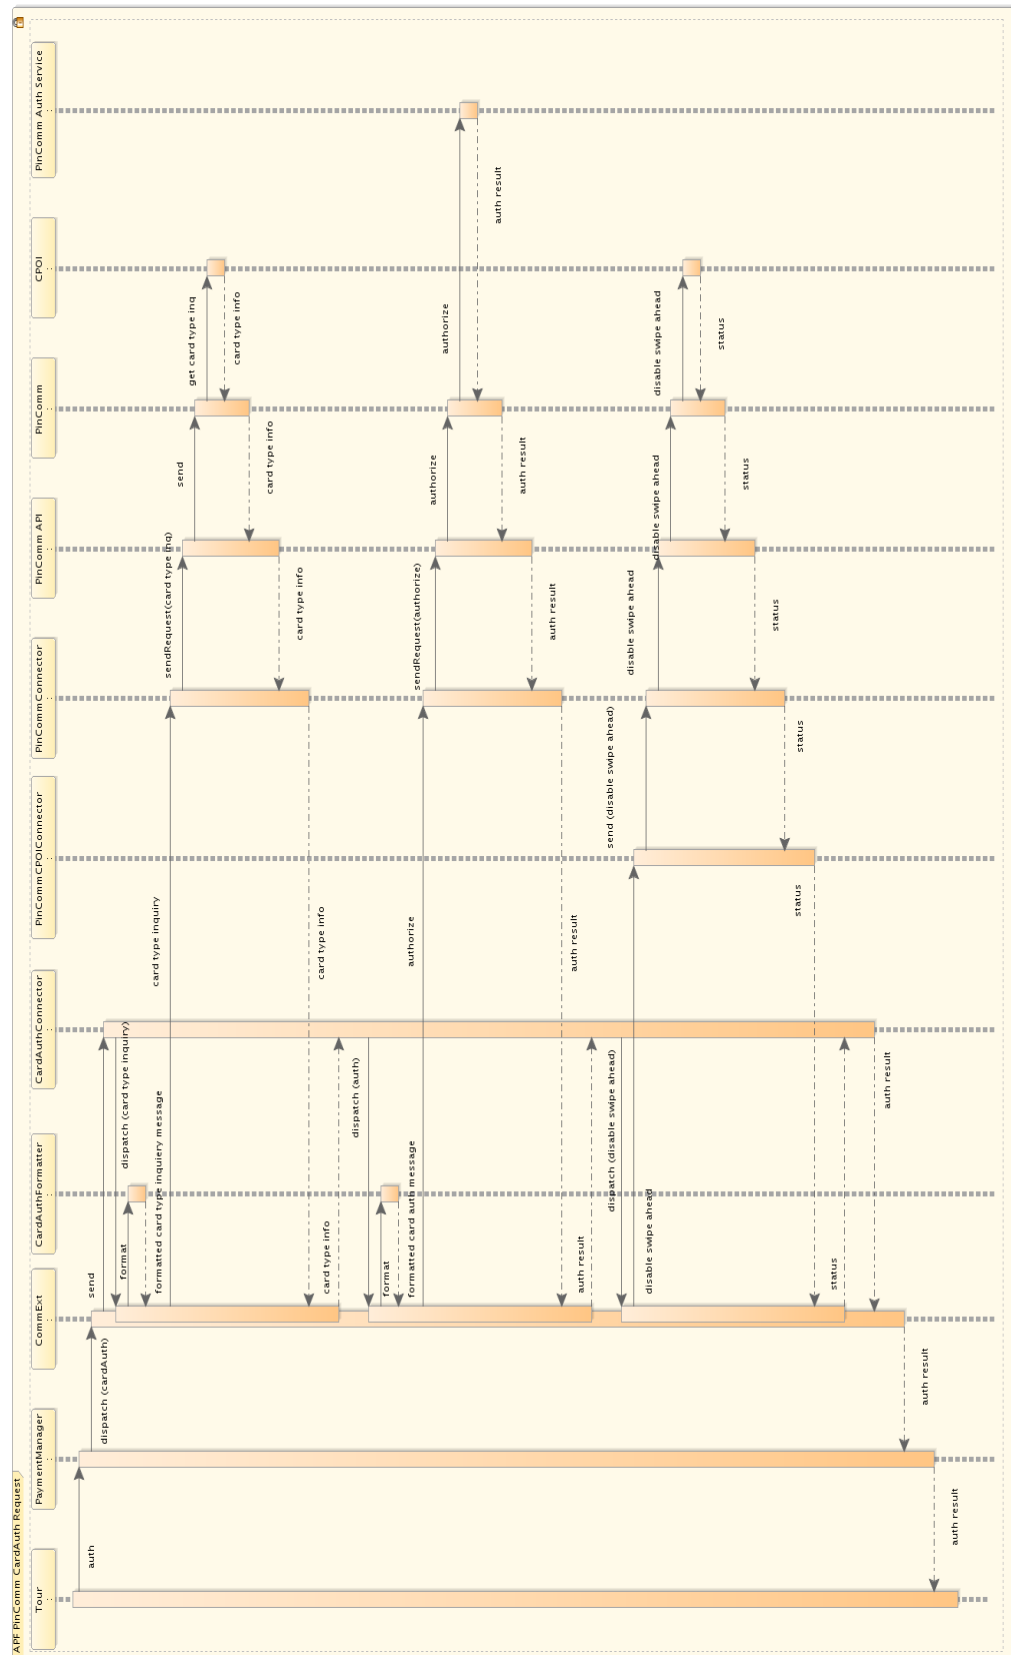 APF PinComm CardAuth Request
Tour
PaymentManager
CommExt
CardAuthFormatter
CardAuthConnector
PinCommCPOIConnector
PinCommConnector
PinComm API
PinComm
CPOI
PinComm Auth Service
auth
dispatch (cardAuth)
send
dispatch (card type inquiry)
format
formatted card type inquiery message
card type inquiry
sendRequest(card type inq)
send
get card type inq
card type info
card type info
card type info
card type info
card type info
dispatch (auth)
format
formatted card auth message
authorize
sendRequest(authorize)
authorize
authorize
auth result
auth result
auth result
auth result
auth result
dispatch (disable swipe ahead)
disable swipe ahead
send (disable swipe ahead)
disable swipe ahead
disable swipe ahead
disable swipe ahead
status
status
status
status
status
status
auth result
auth result
auth result